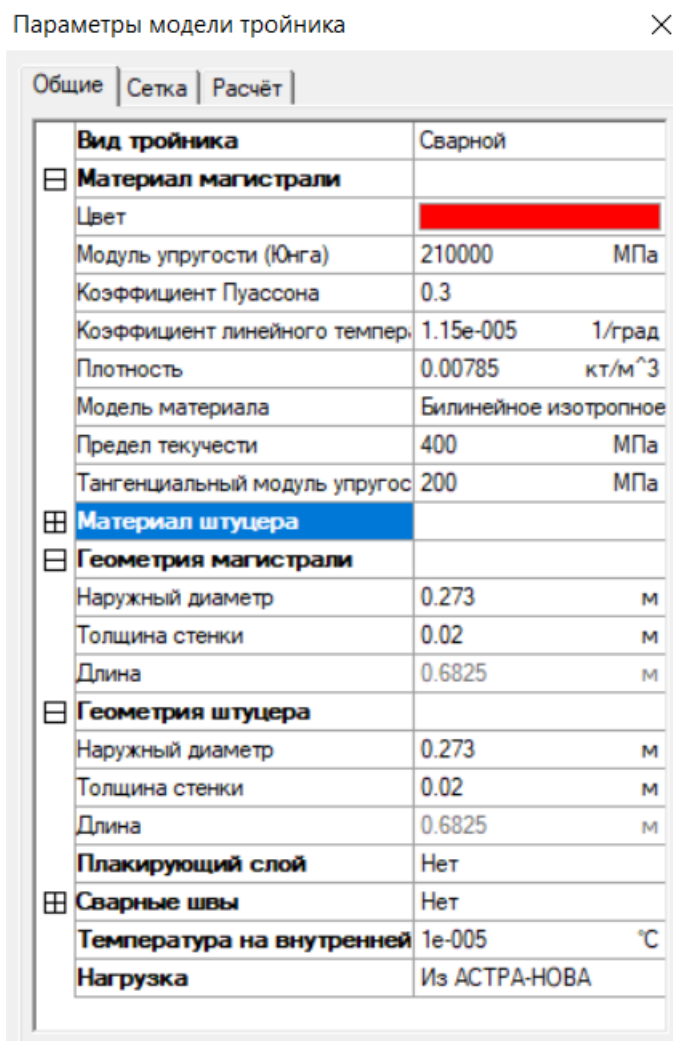 Параметры модели тройника
Общие Сетка Расчёт
Вид тройника Сварной
Материал магистрали
Цвет
Модуль упругости (Юнга) 210000 МПа
Коэффициент Пуассона 0.3
Коэффициент линейного темпер. 1.15e-005 1/град
Плотность 0.00785 кт/м^3
Модель материала Билинейное изотропное
Предел текучести 400 МПа
Тангенциальный модуль упругос 200 МПа
Материал штуцера
Геометрия магистрали
Наружный диаметр 0.273 м
Толщина стенки 0.02 м
Длина 0.6825 м
Геометрия штуцера
Наружный диаметр 0.273 м
Толщина стенки 0.02 м
Длина 0.6825 м
Плакирующий слой Нет
Сварные швы Нет
Температура на внутренней 1e-005 °C
Нагрузка Из АСТРА-НОВА